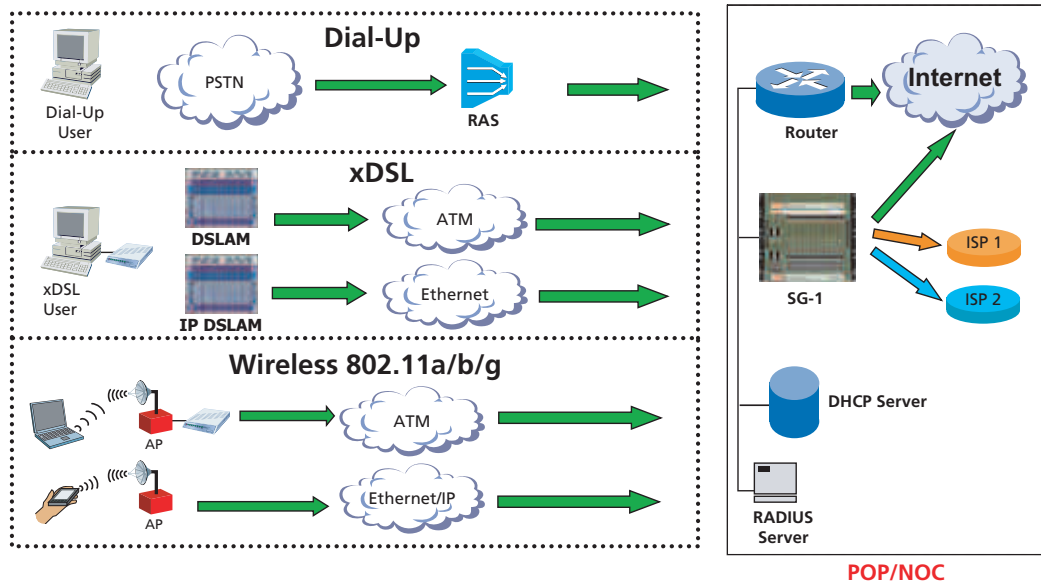 Dial-Up
PSTN
Dial-Up
User
RAS
xDSL
DSLAM
ATM
xDSL
User
IP DSLAM
Ethernet
Wireless 802.11a/b/g
AP
ATM
AP
Ethernet/IP
Internet
Router
SG-1
ISP 1
ISP 2
DHCP Server
RADIUS
Server
POP/NOC